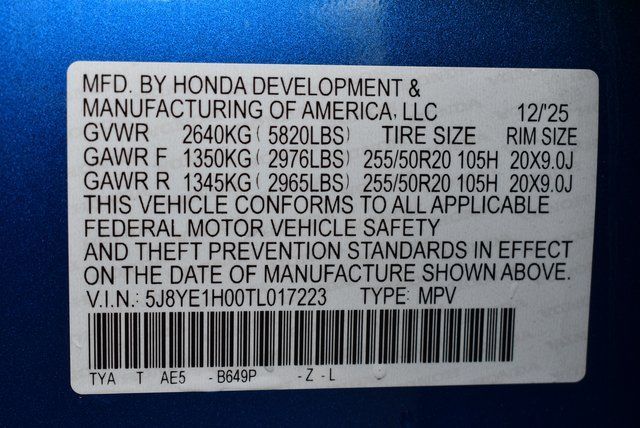 MFD. BY HONDA DEVELOPMENT &
MANUFACTURING OF AMERICA, LLC 12/'25
GVWR 2640KG ( 5820LBS) TIRE SIZE RIM SIZE
GAWR F 1350KG ( 2976LBS) 255/50R20 105H 20X9.0J
GAWR R 1345KG ( 2965LBS) 255/50R20 105H 20X9.0J
THIS VEHICLE CONFORMS TO ALL APPLICABLE
FEDERAL MOTOR VEHICLE SAFETY
AND THEFT PREVENTION STANDARDS IN EFFECT
ON THE DATE OF MANUFACTURE SHOWN ABOVE.
V.I.N.: 5J8YE1H00TL017223 TYPE: MPV
TYA T AE5 - B649P - Z - L